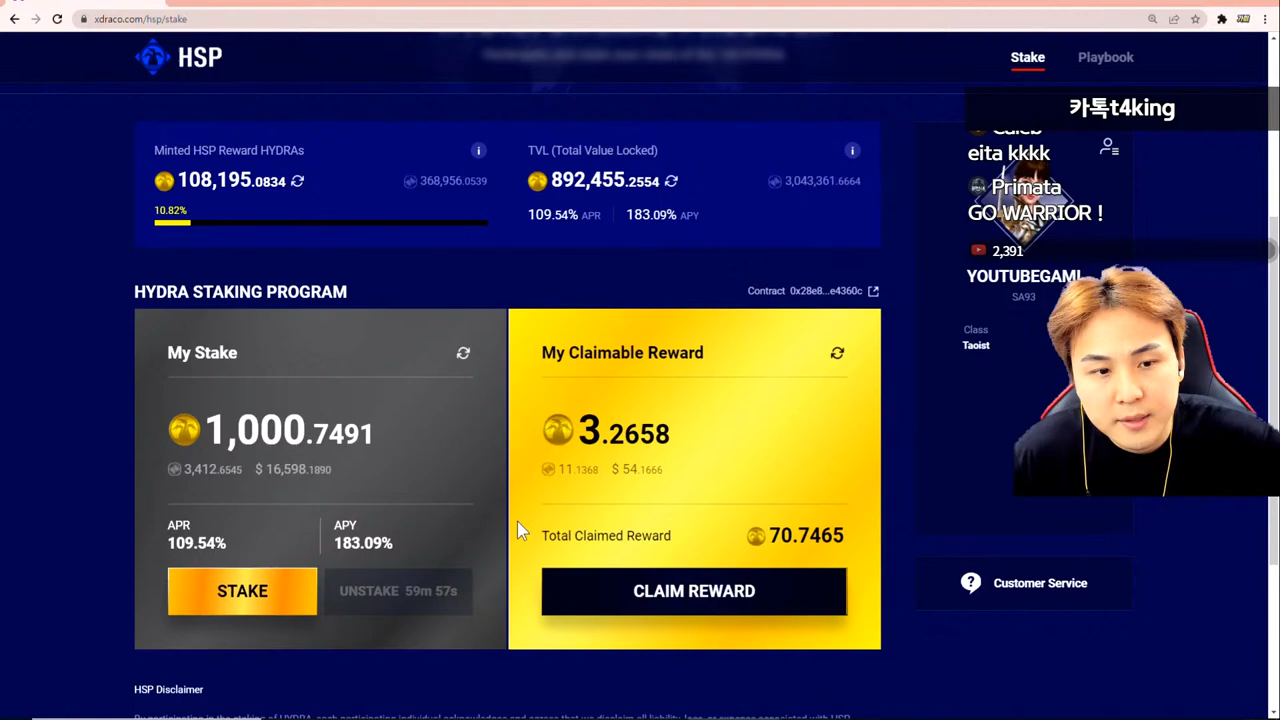 xdraco.com/hsp/stake
HSP
Stake
Playbook
카톡t4king
Minted HSP Reward HYDRAs
108,195.0834
368,956.0539
10.82%
TVL (Total Value Locked)
892,455.2554
3,043,361.6664
109.54% APR
183.09% APY
Caleb
eita kkkk
Primata
GO WARRIOR !
2,391
YOUTUBEGAMI
SA93
Class
Taoist
HYDRA STAKING PROGRAM
Contract 0x28e8...e4360c
My Stake
1,000.7491
3,412.6545 $ 16,598.1890
APR
109.54%
APY
183.09%
STAKE
UNSTAKE 59m 57s
My Claimable Reward
3.2658
11.1368 $ 54.1666
Total Claimed Reward
70.7465
CLAIM REWARD
Customer Service
HSP Disclaimer